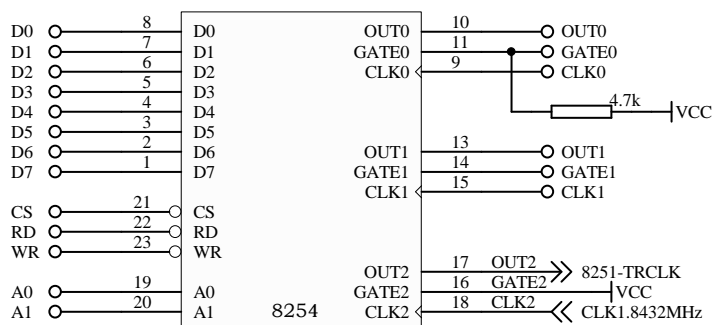 D0 8 D0 OUT0 10 OUT0
D1 7 D1 GATE0 11 GATE0
D2 6 D2 CLK0 9 CLK0
D3 5 D3
D4 4 D4 4.7k VCC
D5 3 D5
D6 2 D6 OUT1 13 OUT1
D7 1 D7 GATE1 14 GATE1
CLK1 15 CLK1
CS 21 CS
RD 22 RD
WR 23 WR
OUT2 17 OUT2 8251-TRCLK
A0 19 A0 GATE2 16 GATE2 VCC
A1 20 A1 8254 CLK2 18 CLK2 CLK1.8432MHz